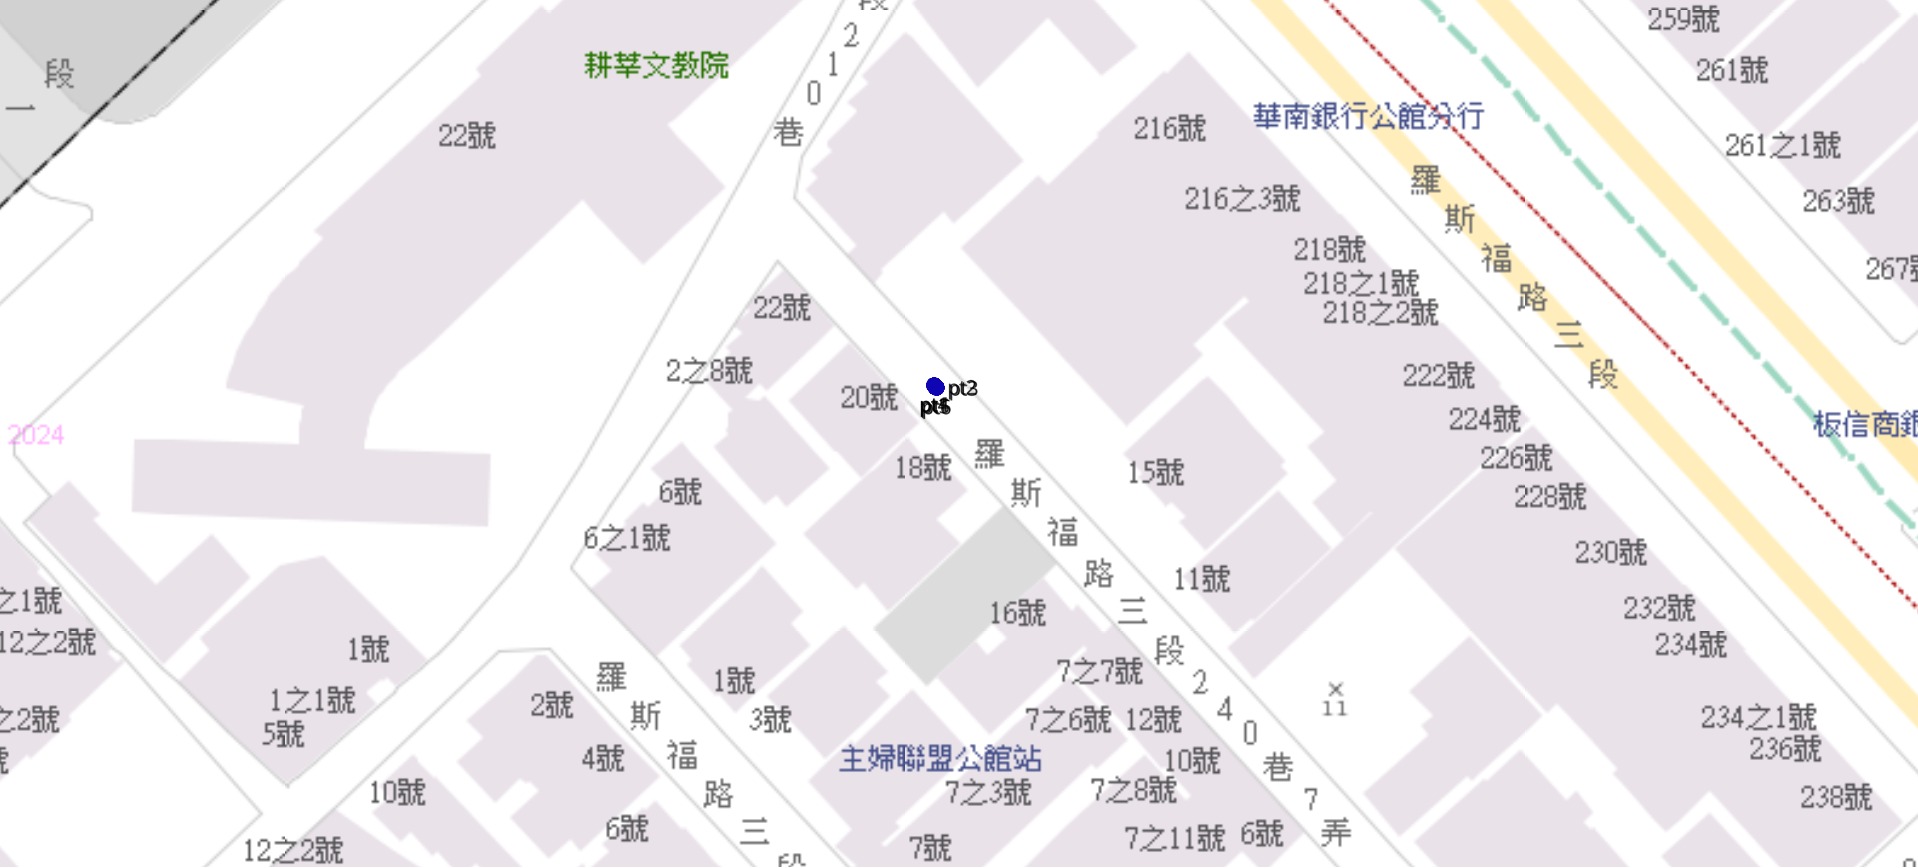 段
一
耕莘文教院
22號
段
2
1
0
巷
259號
261號
261之1號
263號
216號
華南銀行公館分行
216之3號
218號
218之1號
218之2號
羅斯福路三段
222號
224號
226號
228號
230號
232號
234號
234之1號
236號
238號
板信商
22號
2之8號
20號
pt3
18號
2024
6號
6之1號
15號
11號
16號
羅斯福路三段240巷7弄
之1號
12之2號
之2號
1號
1之1號
5號
2號
4號
10號
6號
12之2號
羅斯福路三段
1號
3號
主婦聯盟公館站
7之7號
7之6號
12號
10號
7之3號
7之8號
7之11號
6號
7號